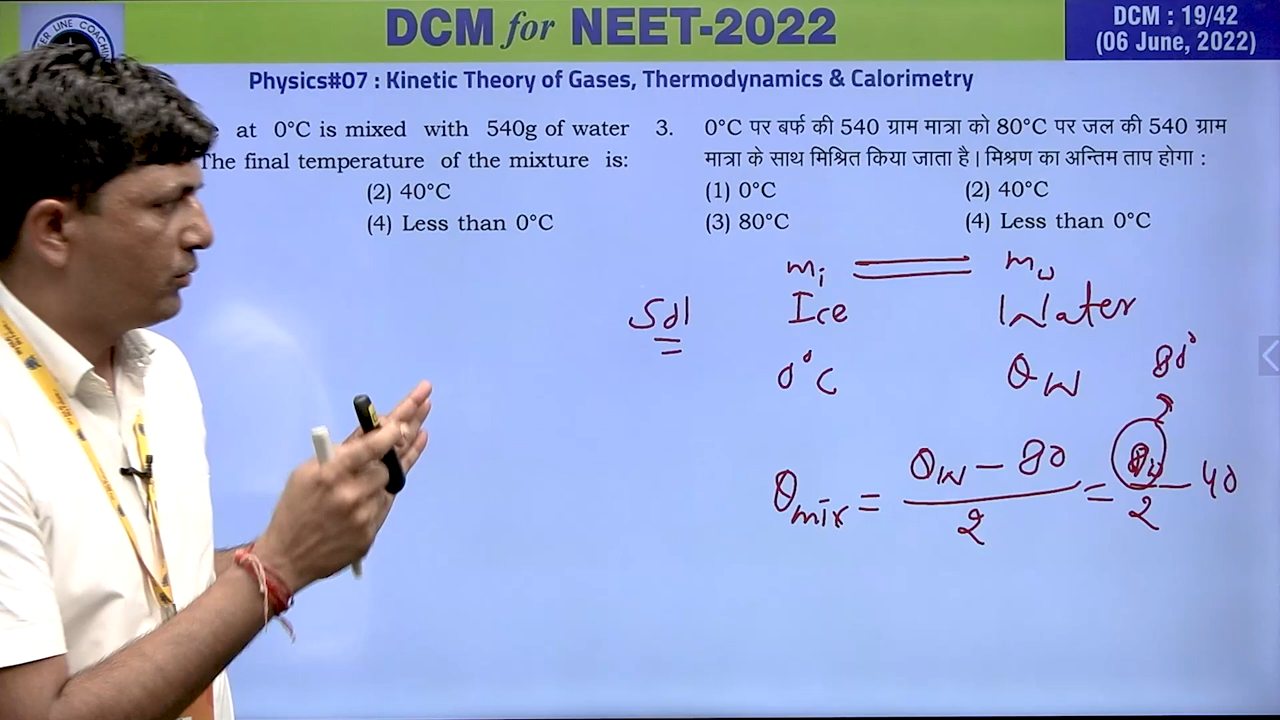 DCM for NEET-2022
DCM : 19/42
(06 June, 2022)
LINE COACHING
Physics#07 : Kinetic Theory of Gases, Thermodynamics & Calorimetry
at 0°C is mixed with 540g of water
The final temperature of the mixture is:
(2) 40°C
(4) Less than 0°C
3. 0°C पर बर्फ की 540 ग्राम मात्रा को 80°C पर जल की 540 ग्राम
मात्रा के साथ मिश्रित किया जाता है। मिश्रण का अन्तिम ताप होगा :
(1) 0°C (2) 40°C
(3) 80°C (4) Less than 0°C
mi mw
Sol Ice Water
0°C θw 80°
θmix = θw - 80 / 2 = θw / 2 - 40